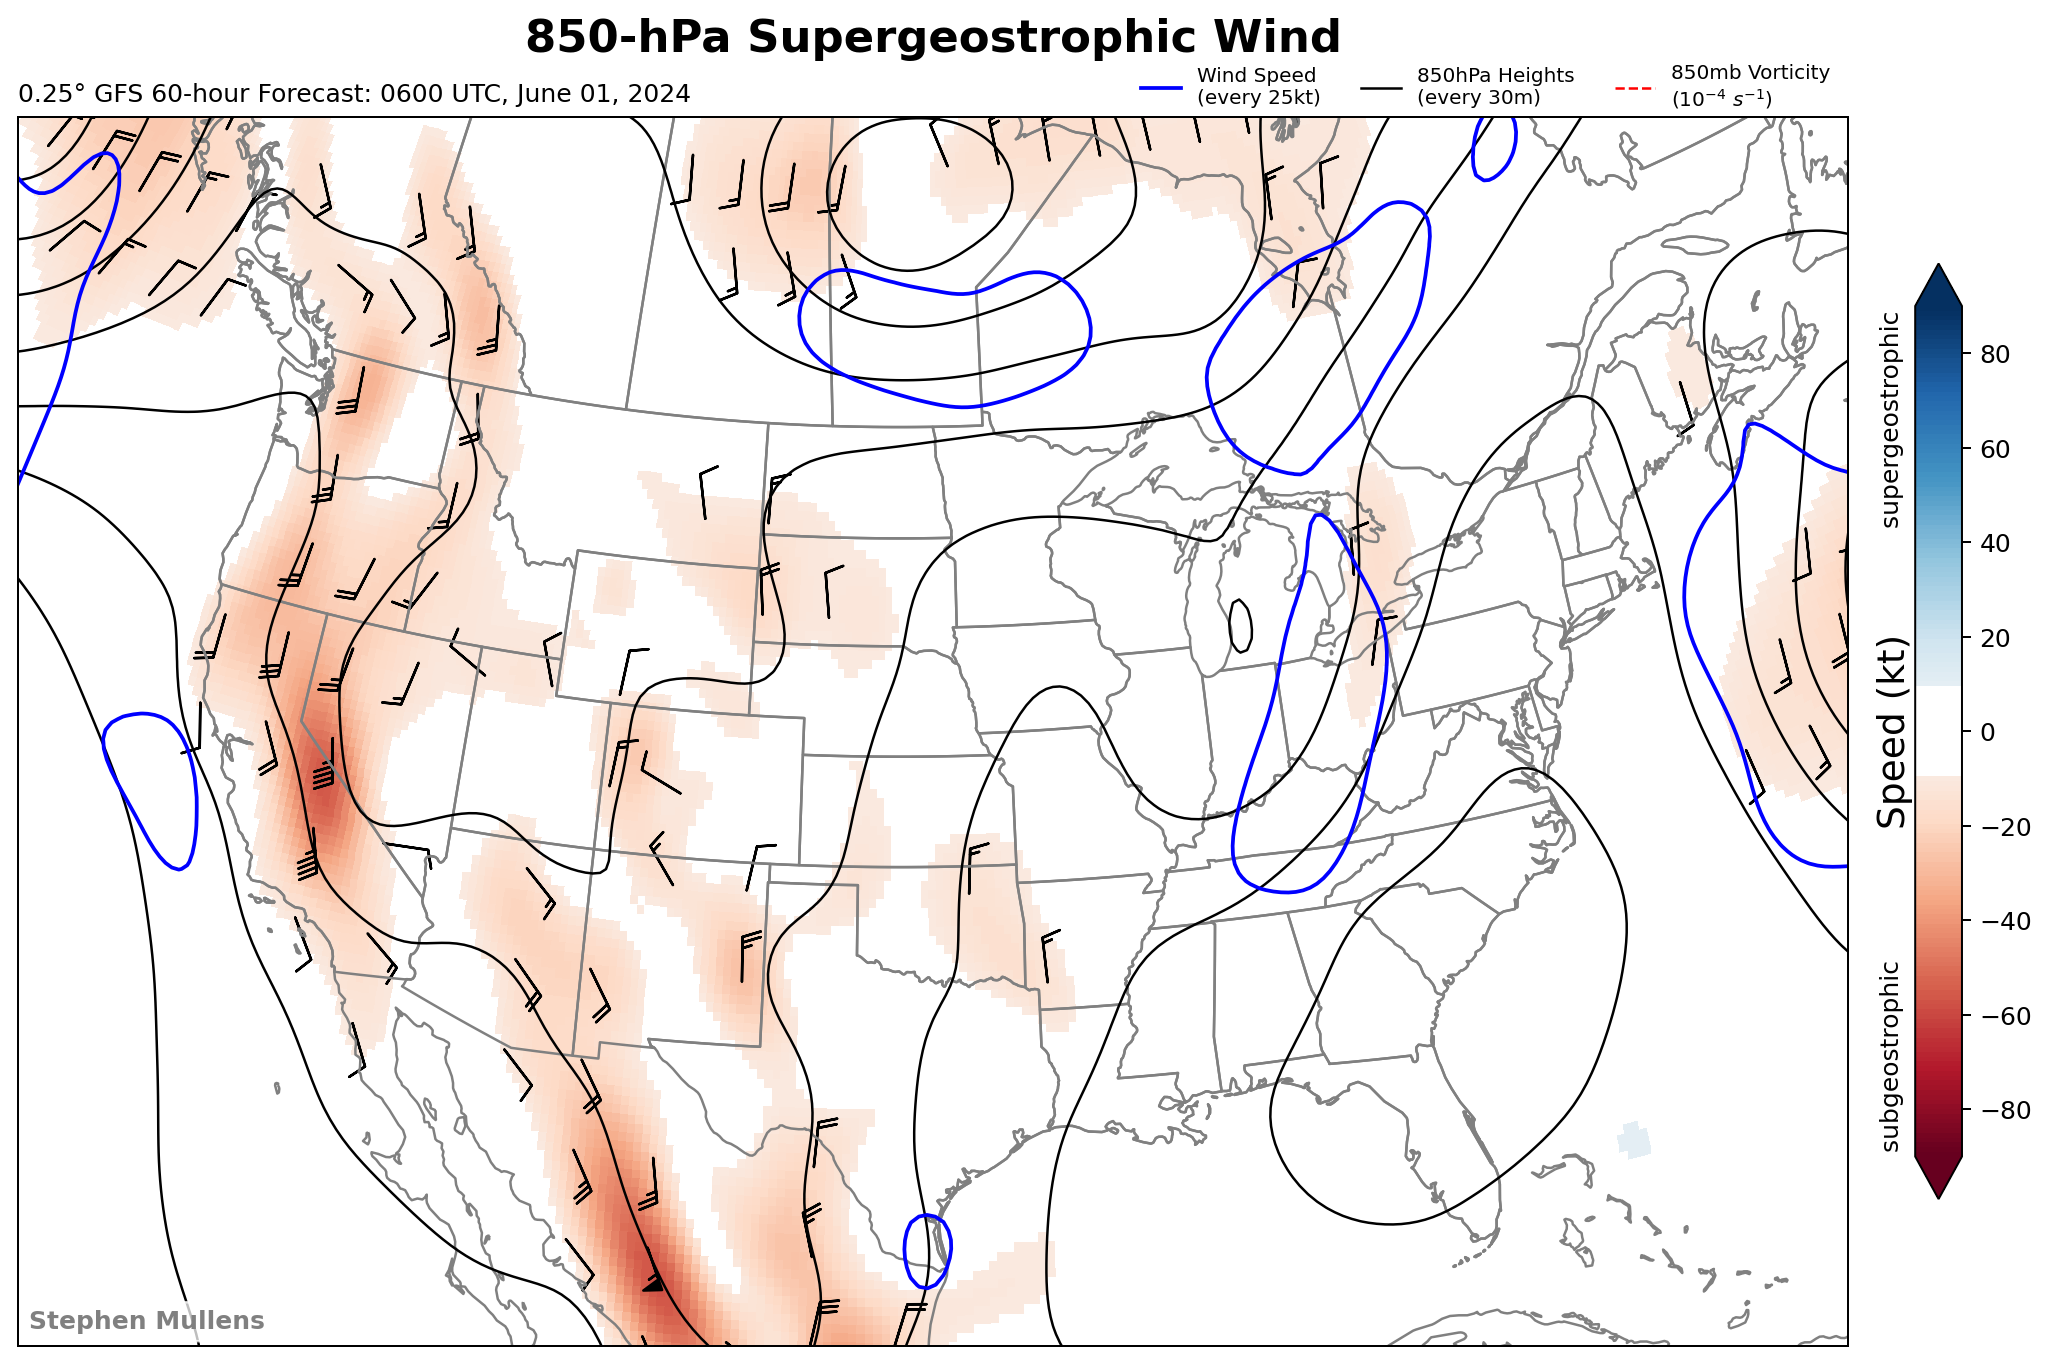 850-hPa Supergeostrophic Wind
0.25° GFS 60-hour Forecast: 0600 UTC, June 01, 2024
Wind Speed
(every 25kt)
850hPa Heights
(every 30m)
850mb Vorticity
(10⁻⁴ s⁻¹)
supergeostrophic
Speed (kt)
subgeostrophic
80
60
40
20
0
−20
−40
−60
−80
Stephen Mullens